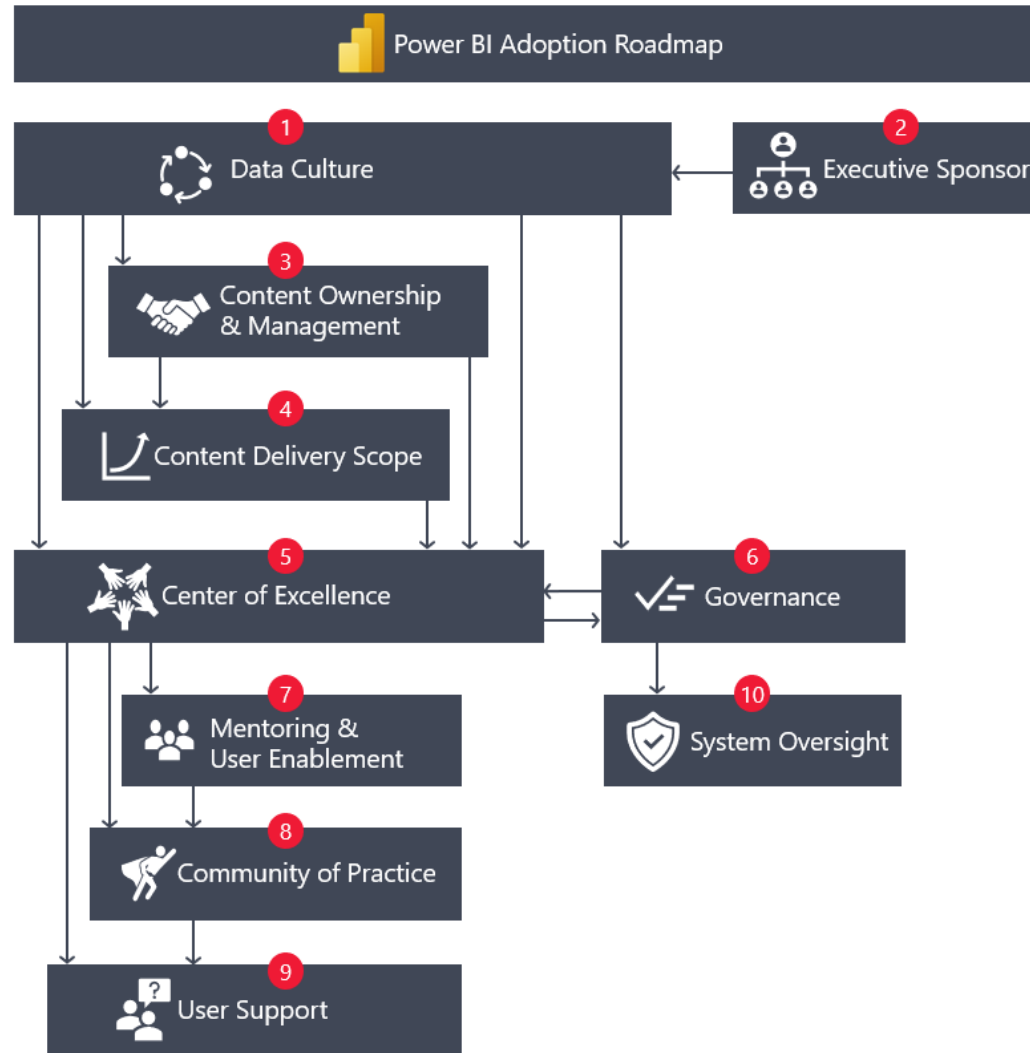 Power BI Adoption Roadmap
1
Data Culture
2
Executive Sponsor
3
Content Ownership
& Management
4
Content Delivery Scope
5
Center of Excellence
6
Governance
7
Mentoring &
User Enablement
10
System Oversight
8
Community of Practice
9
?
User Support